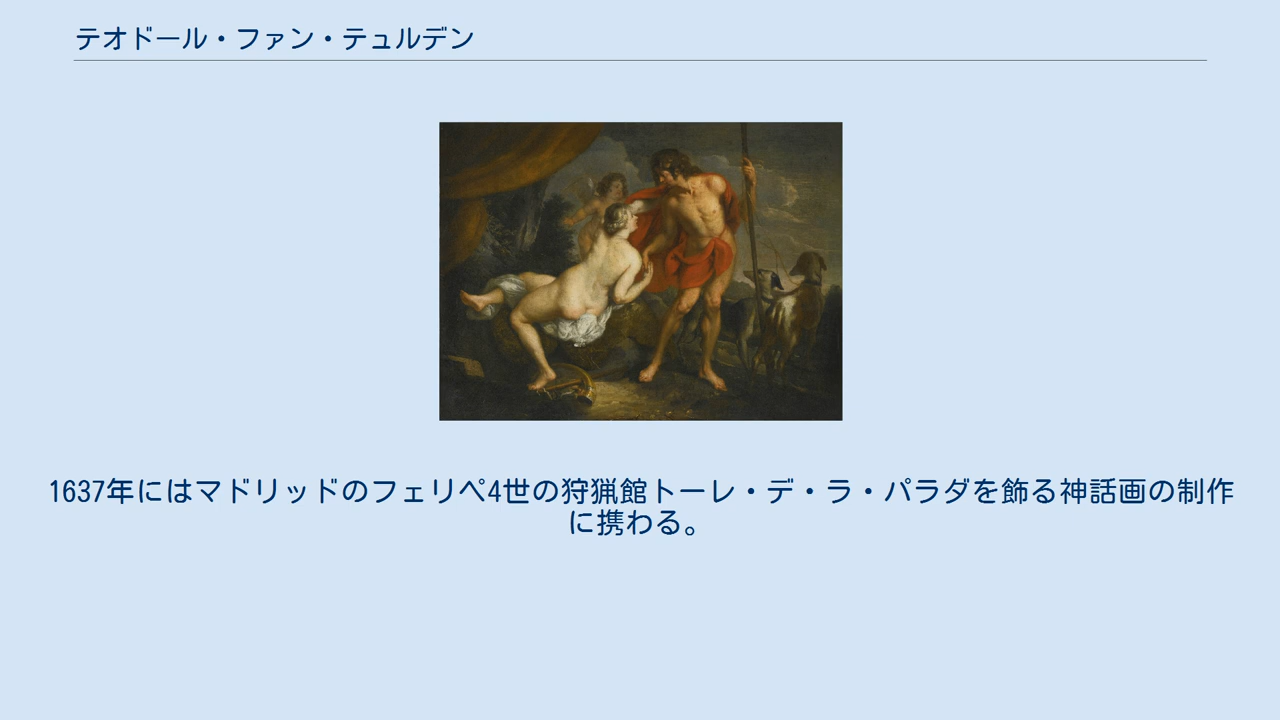 テオドール・ファン・テュルデン
1637年にはマドリッドのフェリペ4世の狩猟館トーレ・デ・ラ・パラダを飾る神話画の制作
に携わる。